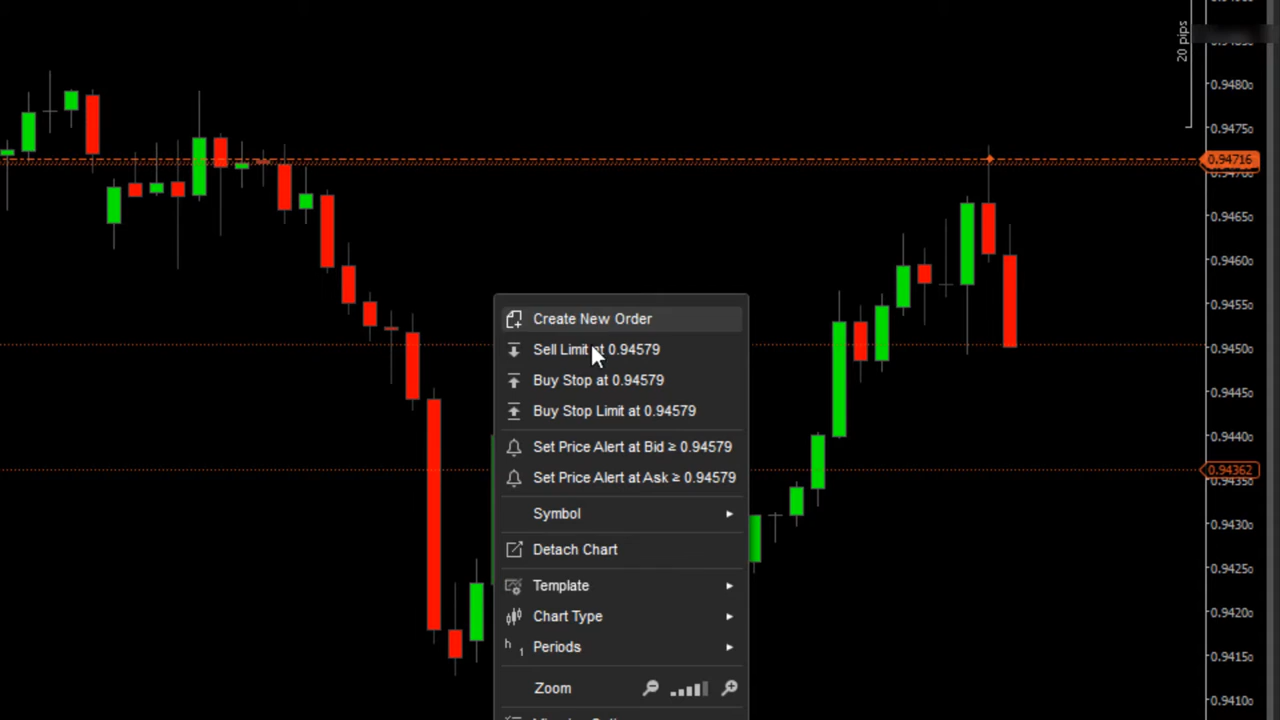 20 pips
0.94800
0.94750
0.94716
0.94650
0.94600
0.94550
0.94500
0.94450
0.94400
0.94362
0.94350
0.94300
0.94250
0.94200
0.94150
0.94100
Create New Order
Sell Limit at 0.94579
Buy Stop at 0.94579
Buy Stop Limit at 0.94579
Set Price Alert at Bid ≥ 0.94579
Set Price Alert at Ask ≥ 0.94579
Symbol
Detach Chart
Template
Chart Type
h1 Periods
Zoom